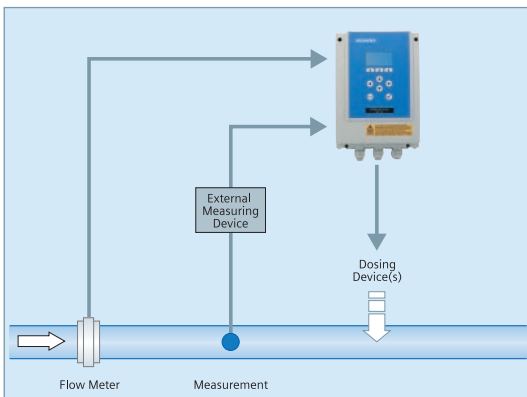 External
Measuring
Device
Dosing
Device(s)
Flow Meter
Measurement